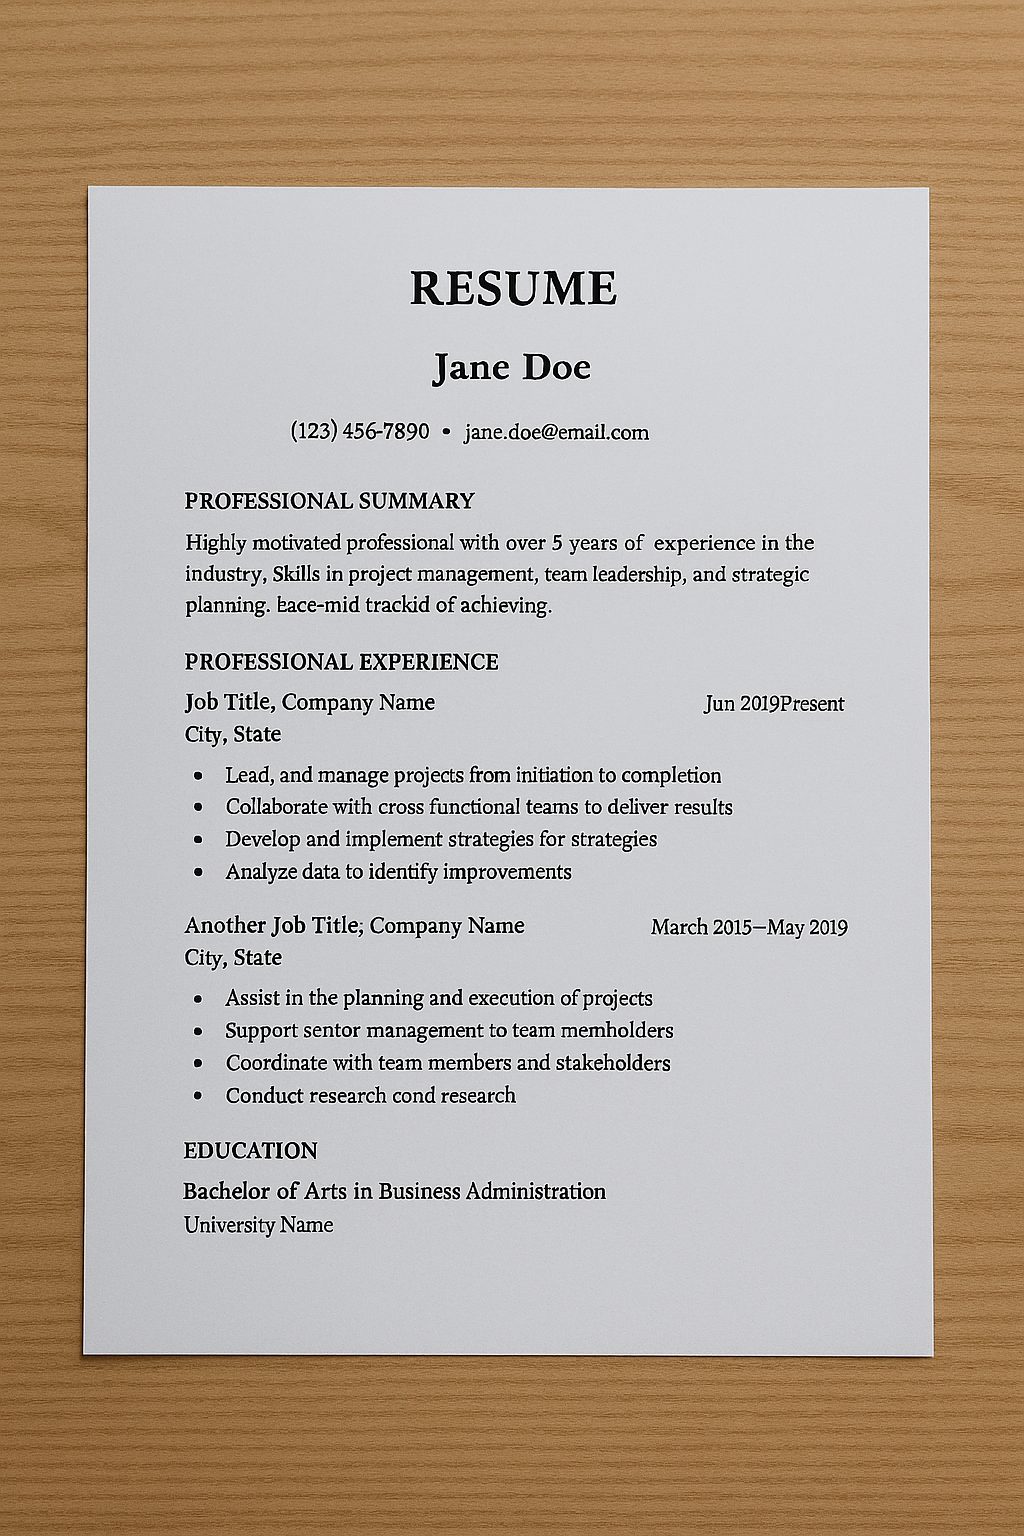 RESUME
Jane Doe
(123) 456-7890 • jane.doe@email.com
PROFESSIONAL SUMMARY
Highly motivated professional with over 5 years of experience in the
industry, Skills in project management, team leadership, and strategic
planning. Ɛace-mid trackid of achieving.
PROFESSIONAL EXPERIENCE
Job Title, Company Name Jun 2019Present
City, State
• Lead, and manage projects from initiation to completion
• Collaborate with cross functional teams to deliver results
• Develop and implement strategies for strategies
• Analyze data to identify improvements
Another Job Title; Company Name March 2015—May 2019
City, State
• Assist in the planning and execution of projects
• Support sentor management to team memholders
• Coordinate with team members and stakeholders
• Conduct research cond research
EDUCATION
Bachelor of Arts in Business Administration
University Name